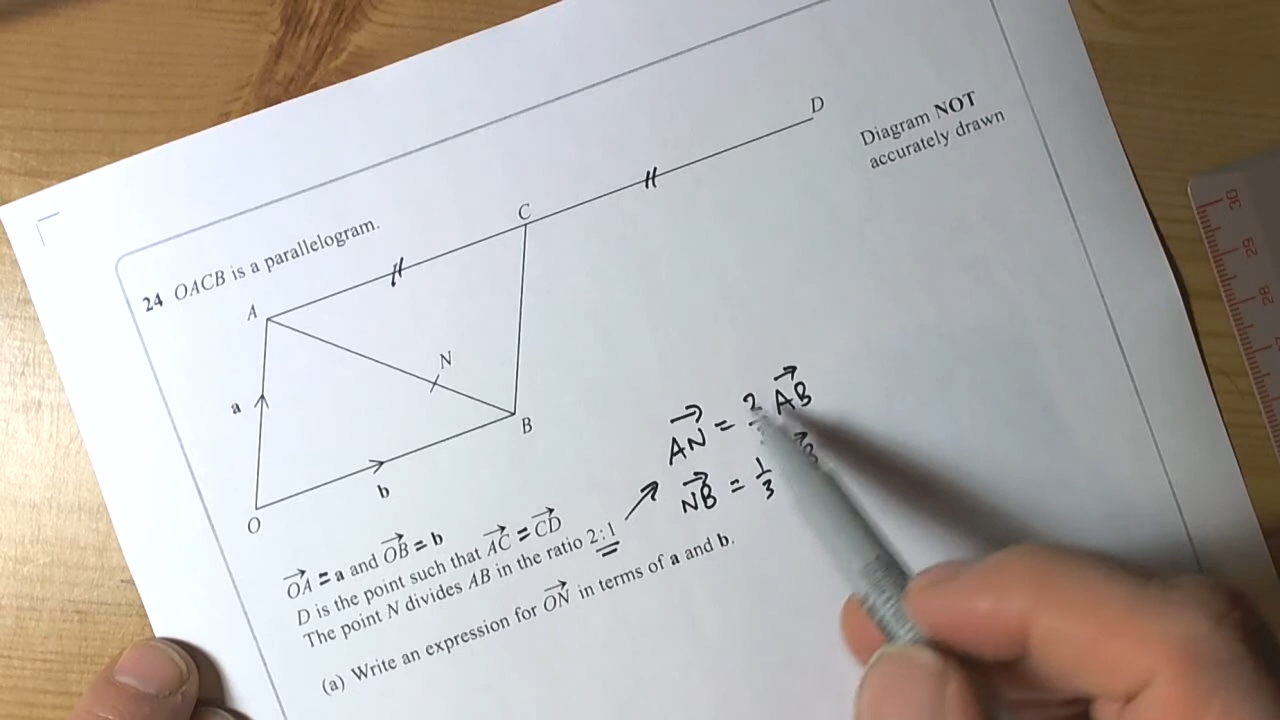 D
Diagram NOT
accurately drawn
24 OACB is a parallelogram.
C
A
N
a
B
b
O
AN = 2 AB
NB = 1/3
OA = a and OB = b
D is the point such that AC = CD
The point N divides AB in the ratio 2:1
(a) Write an expression for ON in terms of a and b.
30
29
28